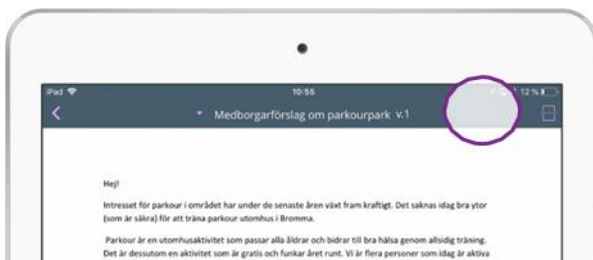 iPad 10:55 12 %
Medborgarförslag om parkourpark v.1
Hej!
Intresset för parkour i området har under de senaste åren växt fram kraftigt. Det saknas idag bra ytor
(som är säkra) för att träna parkour utomhus i Bromma.
Parkour är en utomhusaktivitet som passar alla åldrar och bidrar till bra hälsa genom allsidig träning.
Det är dessutom en aktivitet som är gratis och funkar året runt. Vi är flera personer som idag är aktiva